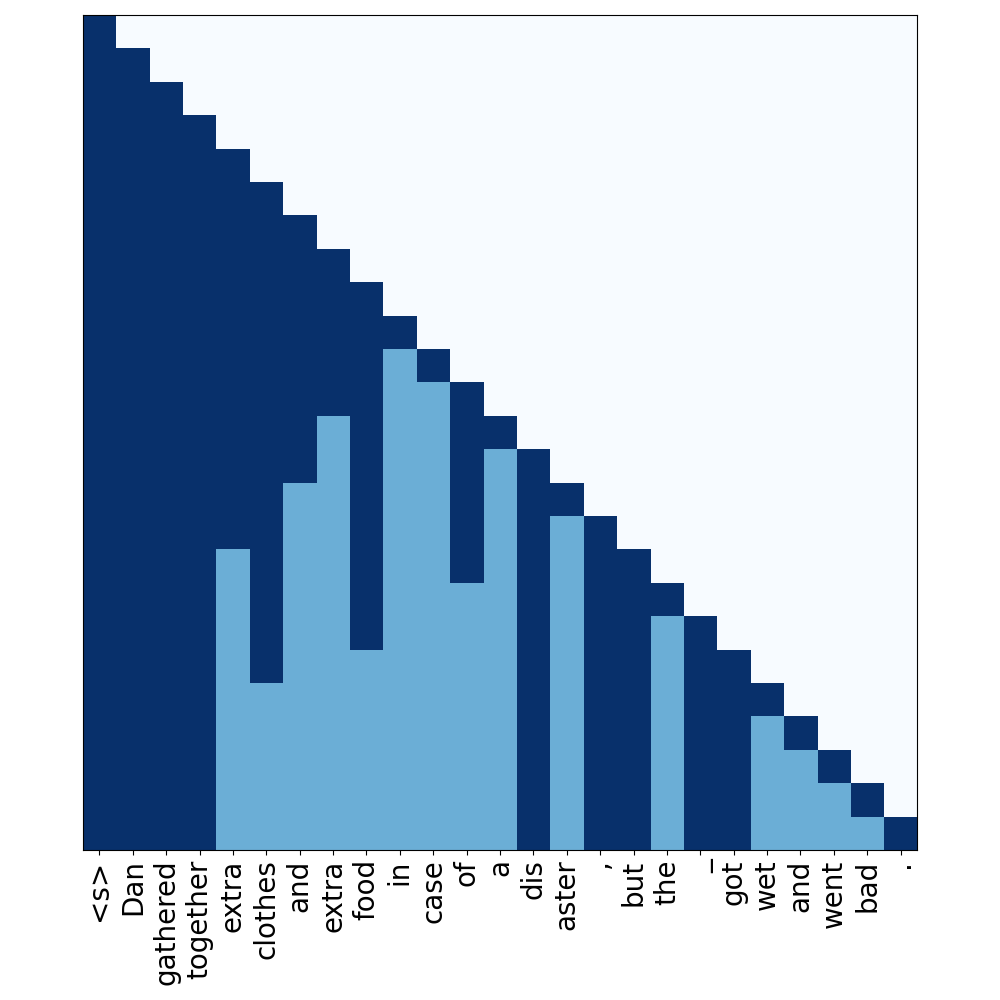 <s> Dan gathered together extra clothes and extra food in case of a dis aster , but the _ got wet and went bad .